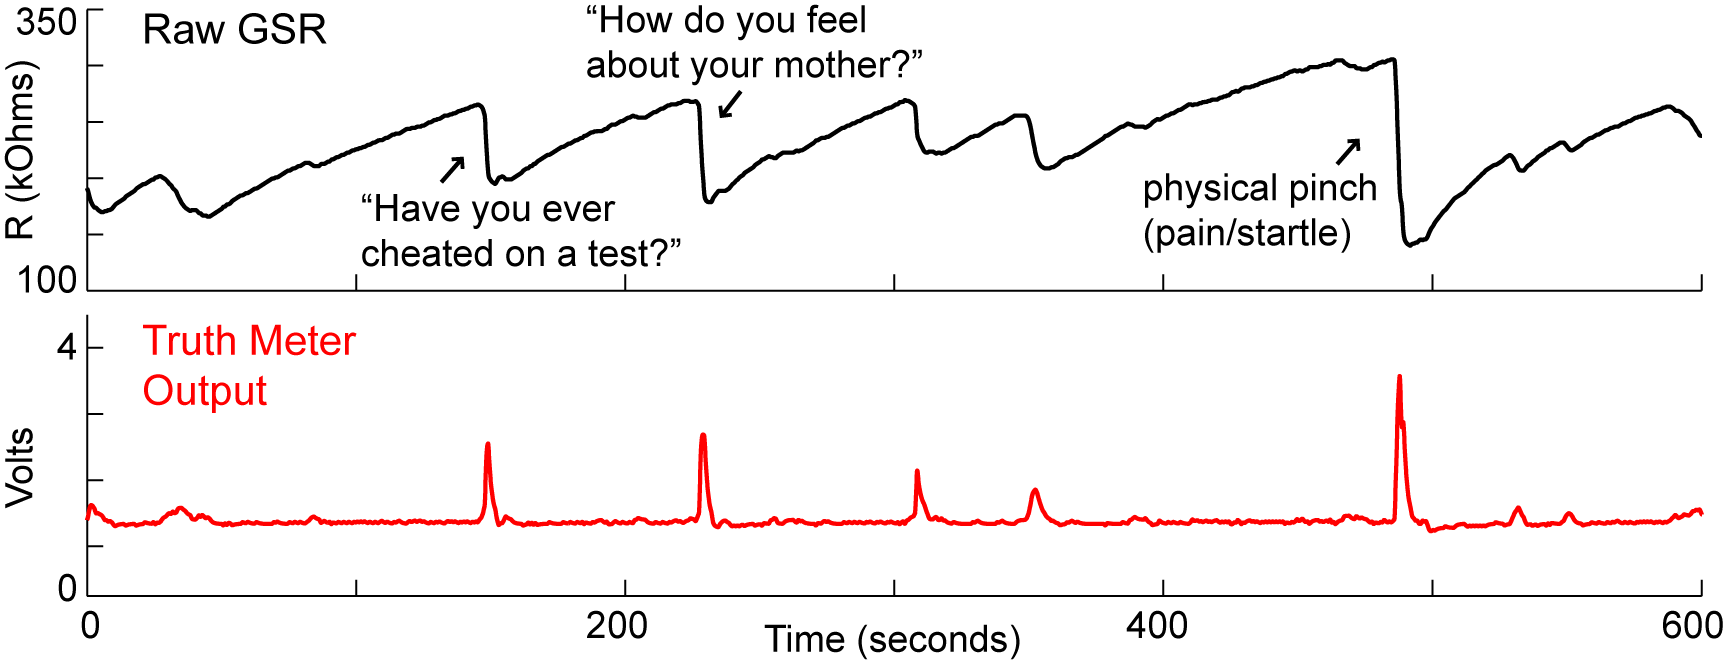 350
Raw GSR
“How do you feel
about your mother?”
R (kOhms)
“Have you ever
cheated on a test?”
physical pinch
(pain/startle)
100
Truth Meter
Output
4
Volts
0
0
200
400
600
Time (seconds)